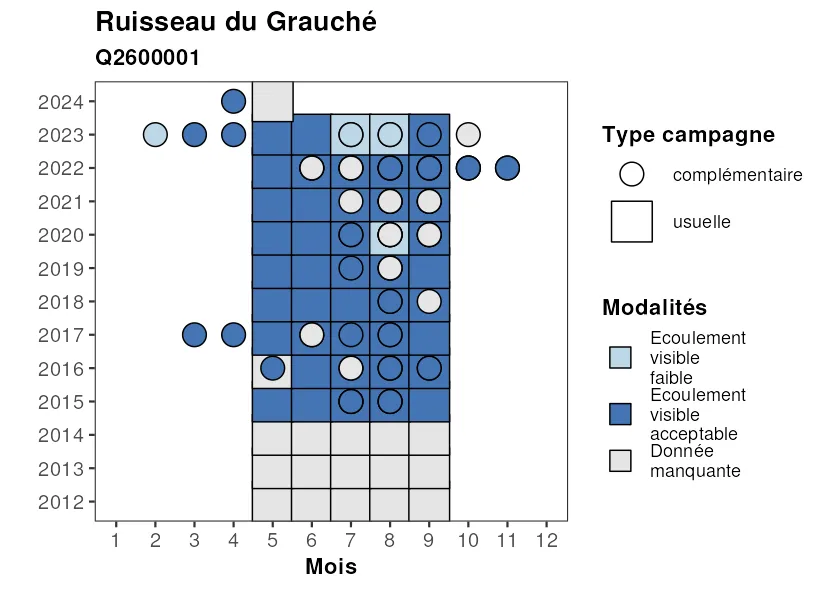 Ruisseau du Grauché
Q2600001
2024
2023
2022
2021
2020
2019
2018
2017
2016
2015
2014
2013
2012
1 2 3 4 5 6 7 8 9 10 11 12
Mois
Type campagne
complémentaire
usuelle
Modalités
Ecoulement
visible
faible
Ecoulement
visible
acceptable
Donnée
manquante